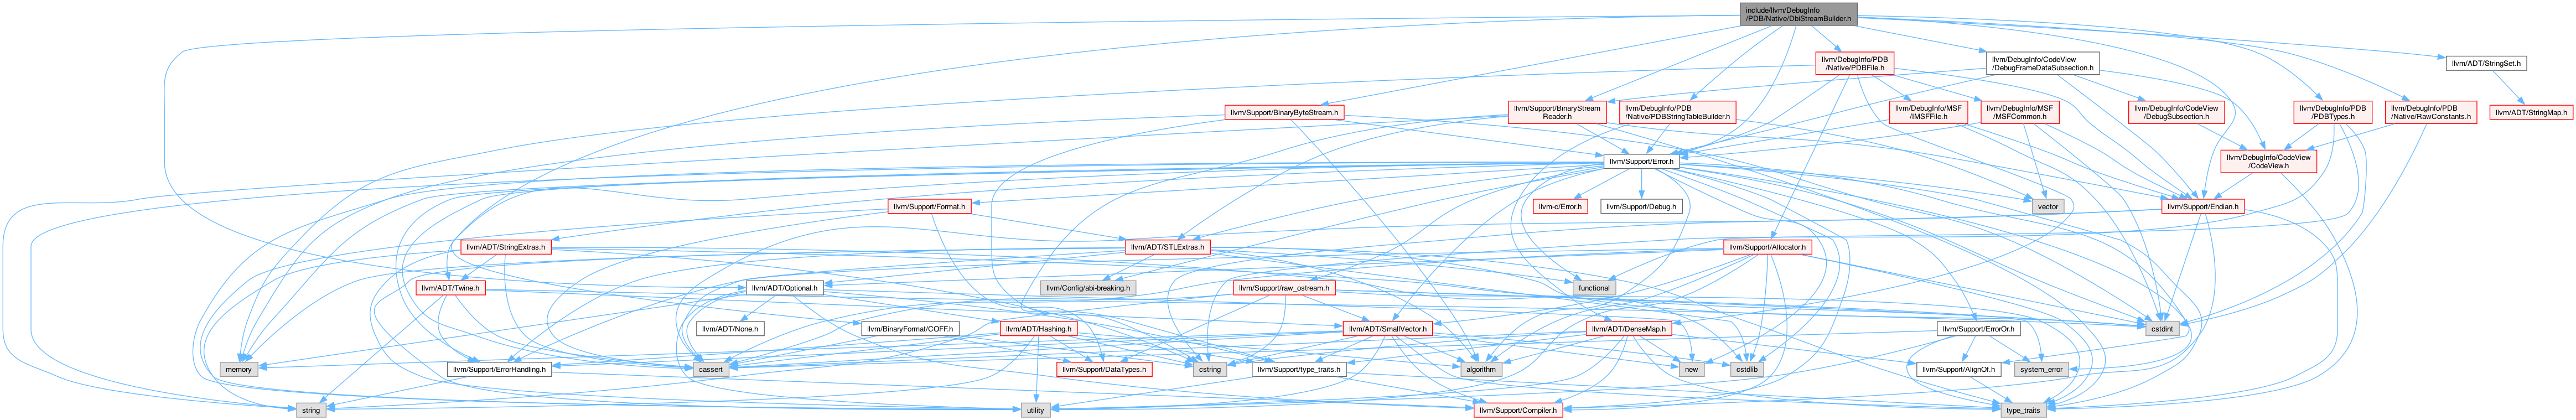 include/llvm/DebugInfo
/PDB/Native/DbiStreamBuilder.h
llvm/DebugInfo/PDB
/Native/PDBFile.h
llvm/DebugInfo/CodeView
/DebugFrameDataSubsection.h
llvm/ADT/StringSet.h
llvm/Support/BinaryByteStream.h
llvm/Support/BinaryStream
Reader.h
llvm/DebugInfo/PDB
/Native/PDBStringTableBuilder.h
llvm/DebugInfo/MSF
/IMSFFile.h
llvm/DebugInfo/MSF
/MSFCommon.h
llvm/DebugInfo/CodeView
/DebugSubsection.h
llvm/DebugInfo/PDB
/PDBTypes.h
llvm/DebugInfo/PDB
/Native/RawConstants.h
llvm/ADT/StringMap.h
llvm/Support/Error.h
llvm/DebugInfo/CodeView
/CodeView.h
llvm/Support/Format.h
llvm-c/Error.h
llvm/Support/Debug.h
vector
llvm/Support/Endian.h
llvm/ADT/StringExtras.h
llvm/ADT/STLExtras.h
llvm/Support/Allocator.h
llvm/ADT/Twine.h
llvm/ADT/Optional.h
llvm/Config/abi-breaking.h
llvm/Support/raw_ostream.h
functional
llvm/ADT/None.h
llvm/BinaryFormat/COFF.h
llvm/ADT/Hashing.h
llvm/ADT/SmallVector.h
llvm/ADT/DenseMap.h
llvm/Support/ErrorOr.h
cstdint
memory
llvm/Support/ErrorHandling.h
cassert
llvm/Support/DataTypes.h
cstring
llvm/Support/type_traits.h
algorithm
new
cstdlib
llvm/Support/AlignOf.h
system_error
string
utility
llvm/Support/Compiler.h
type_traits